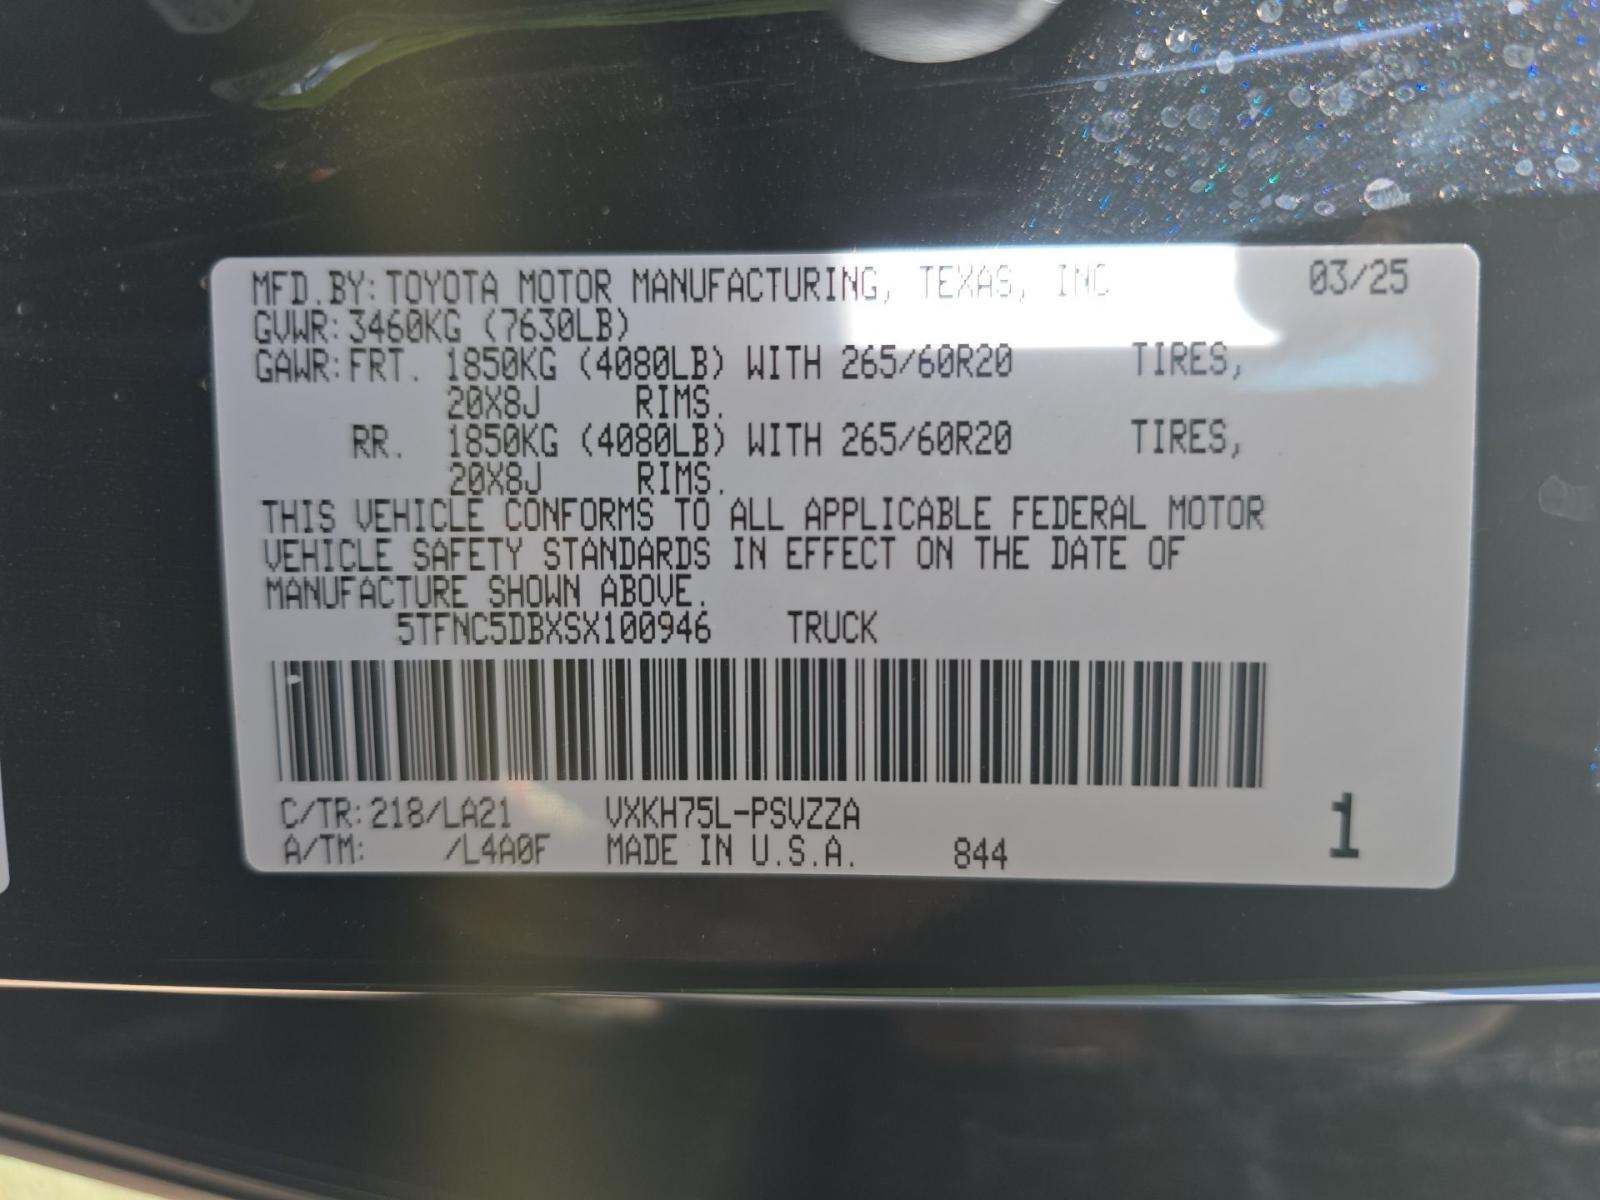 MFD.BY: TOYOTA MOTOR MANUFACTURING, TEXAS, INC 03/25
GVWR: 3460KG (7630LB)
GAWR: FRT. 1850KG (4080LB) WITH 265/60R20 TIRES,
20X8J RIMS.
RR. 1850KG (4080LB) WITH 265/60R20 TIRES,
20X8J RIMS.
THIS VEHICLE CONFORMS TO ALL APPLICABLE FEDERAL MOTOR
VEHICLE SAFETY STANDARDS IN EFFECT ON THE DATE OF
MANUFACTURE SHOWN ABOVE.
5TFNC5DBXSX100946 TRUCK
C/TR: 218/LA21 VXKH75L-PSVZZA
A/TM: /L4A0F MADE IN U.S.A. 844 1